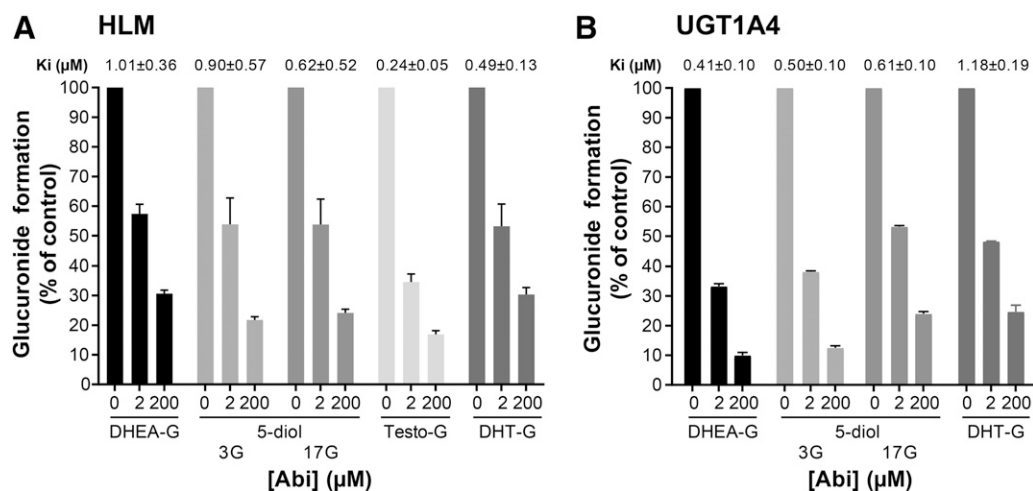 A HLM
Ki (µM) 1.01±0.36 0.90±0.57 0.62±0.52 0.24±0.05 0.49±0.13
Glucuronide formation
(% of control)
100
90
80
70
60
50
40
30
20
10
0
0 2 200 0 2 200 0 2 200 0 2 200 0 2 200
DHEA-G 5-diol Testo-G DHT-G
3G 17G
[Abi] (µM)
B UGT1A4
Ki (µM) 0.41±0.10 0.50±0.10 0.61±0.10 1.18±0.19
Glucuronide formation
(% of control)
100
90
80
70
60
50
40
30
20
10
0
0 2 200 0 2 200 0 2 200 0 2 200
DHEA-G 5-diol DHT-G
3G 17G
[Abi] (µM)